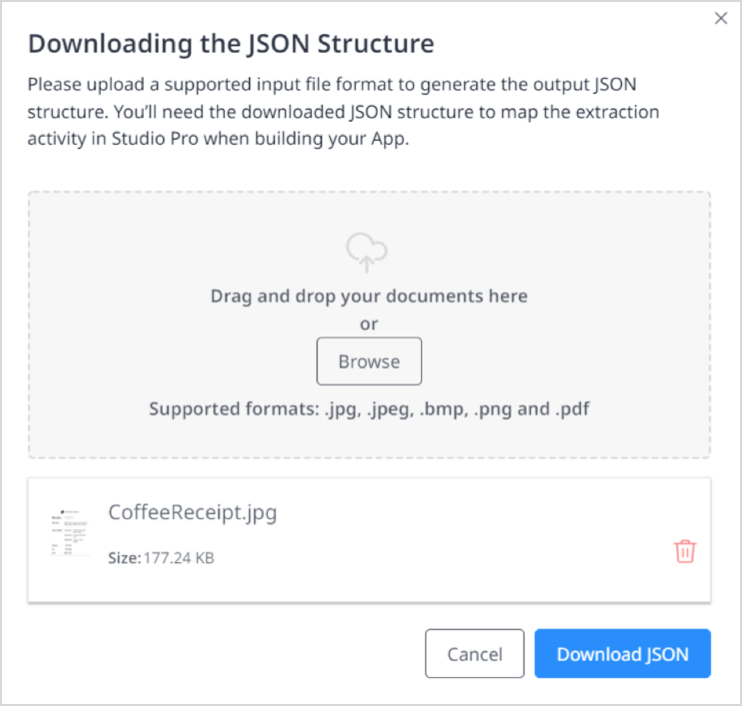 Downloading the JSON Structure
Please upload a supported input file format to generate the output JSON
structure. You’ll need the downloaded JSON structure to map the extraction
activity in Studio Pro when building your App.
Drag and drop your documents here
or
Browse
Supported formats: .jpg, .jpeg, .bmp, .png and .pdf
CoffeeReceipt.jpg
Size: 177.24 KB
Cancel
Download JSON